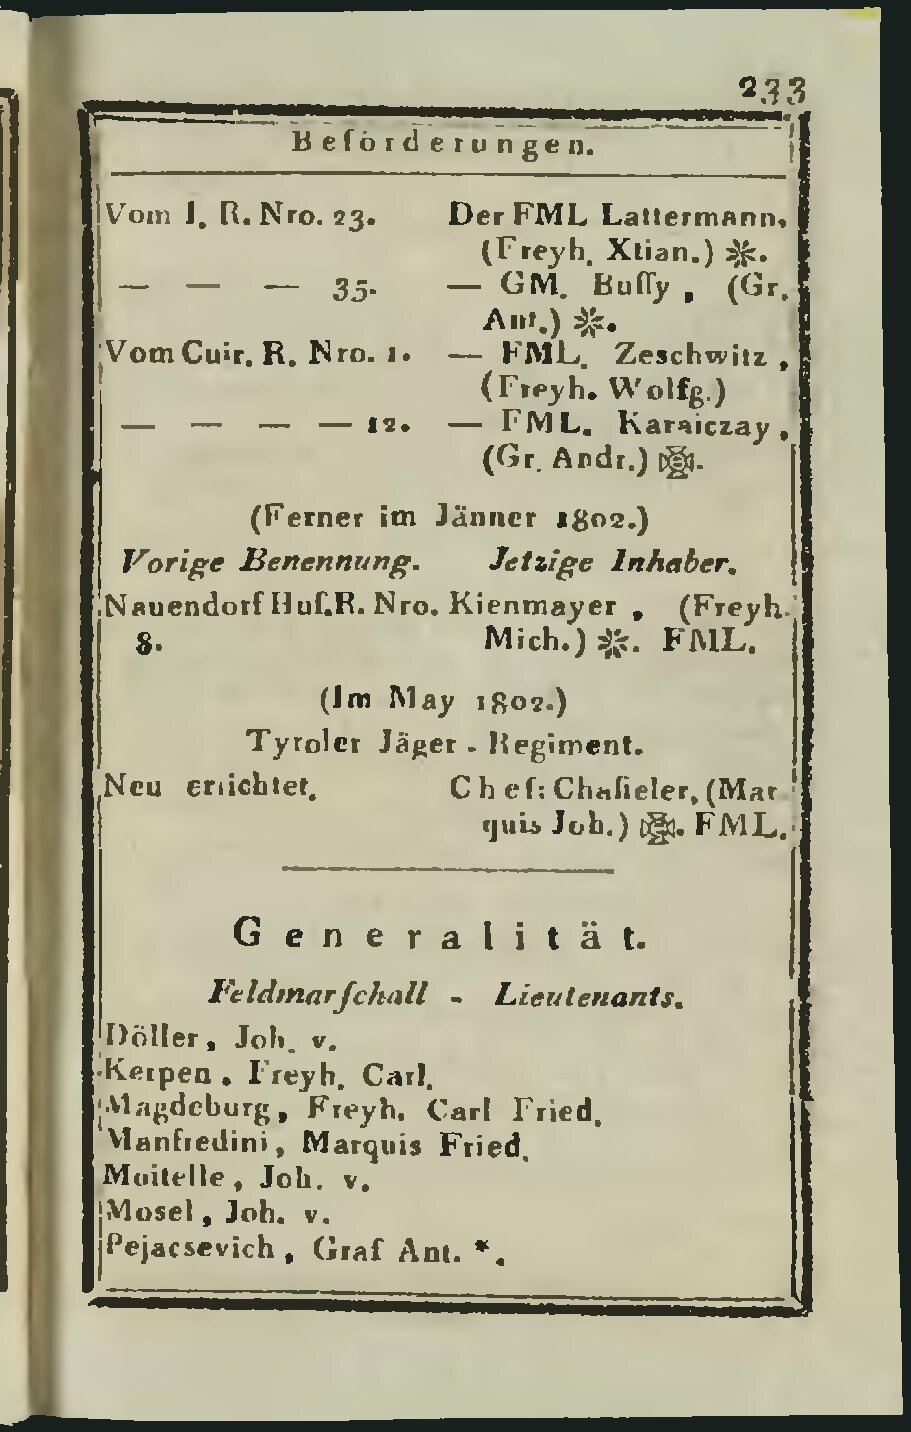 233
Beförderungen.
Vom J. R. Nro. 23. Der FML Lattermann,
(Freyh. Xtian.) ❋.
— — — 35. — GM. Buſſy, (Gr.
Ant.) ❋.
Vom Cuir. R. Nro. 1. — FML. Zeschwitz,
(Freyh. Wolfg.)
— — — — 12. — FML. Karaiczay,
(Gr. Andr.) ✠.
(Ferner im Jänner 1802.)
Vorige Benennung. Jetzige Inhaber.
Nauendorf Huſ. R. Nro. Kienmayer, (Freyh.
8. Mich.) ❋. FML.
(Im May 1802.)
Tyroler Jäger - Regiment.
Neu errichtet. Chef: Chaſteler, (Mar
quis Joh.) ✠. FML.
Generalität.
Feldmarſchall - Lieutenants.
Döller, Joh. v.
Kerpen, Freyh. Carl.
Magdeburg, Freyh. Carl Fried.
Manfredini, Marquis Fried.
Moitelle, Joh. v.
Mosel, Joh. v.
Pejacsevich, Graf Ant. *.